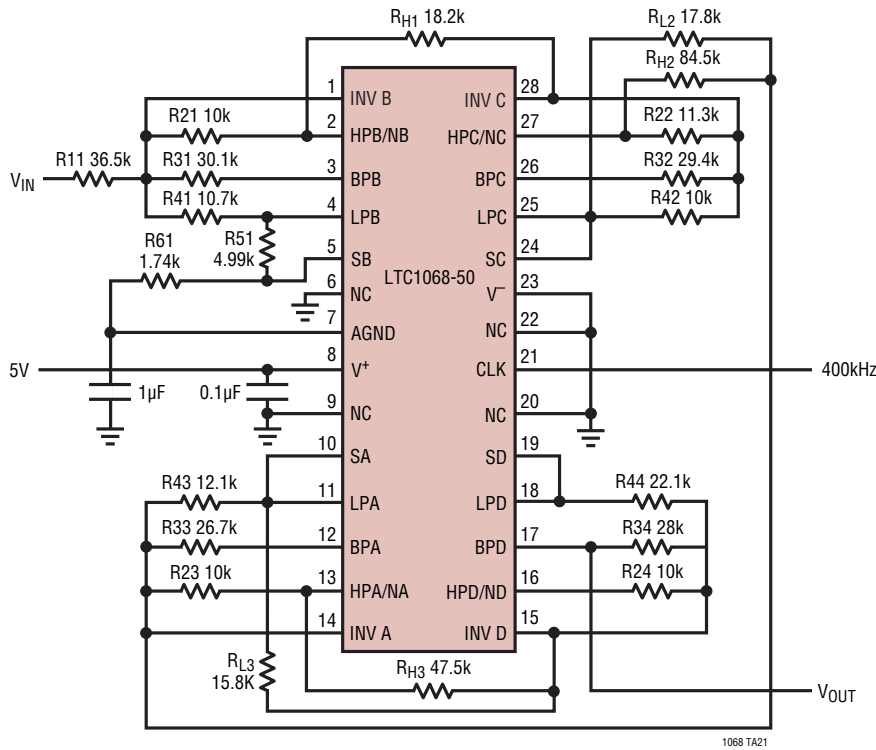 RH1 18.2k
RL2 17.8k
RH2 84.5k
1
INV B
INV C
28
R21 10k
2
HPB/NB
HPC/NC
27
R22 11.3k
R11 36.5k
VIN
R31 30.1k
3
BPB
BPC
26
R32 29.4k
R41 10.7k
4
LPB
LPC
25
R42 10k
R51
4.99k
R61
1.74k
5
SB
SC
24
LTC1068-50
6
NC
V–
23
7
AGND
NC
22
5V
8
V+
CLK
21
400kHz
1µF
0.1µF
9
NC
NC
20
10
SA
SD
19
R43 12.1k
11
LPA
LPD
18
R44 22.1k
R33 26.7k
12
BPA
BPD
17
R34 28k
R23 10k
13
HPA/NA
HPD/ND
16
R24 10k
14
INV A
INV D
15
RL3
15.8K
RH3 47.5k
VOUT
1068 TA21